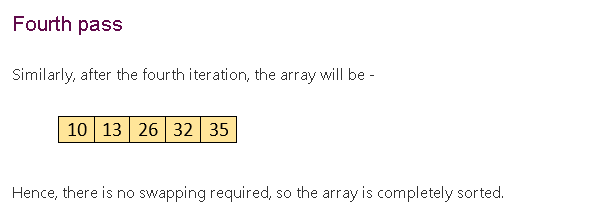 Fourth pass
Similarly, after the fourth iteration, the array will be -
10 13 26 32 35
Hence, there is no swapping required, so the array is completely sorted.